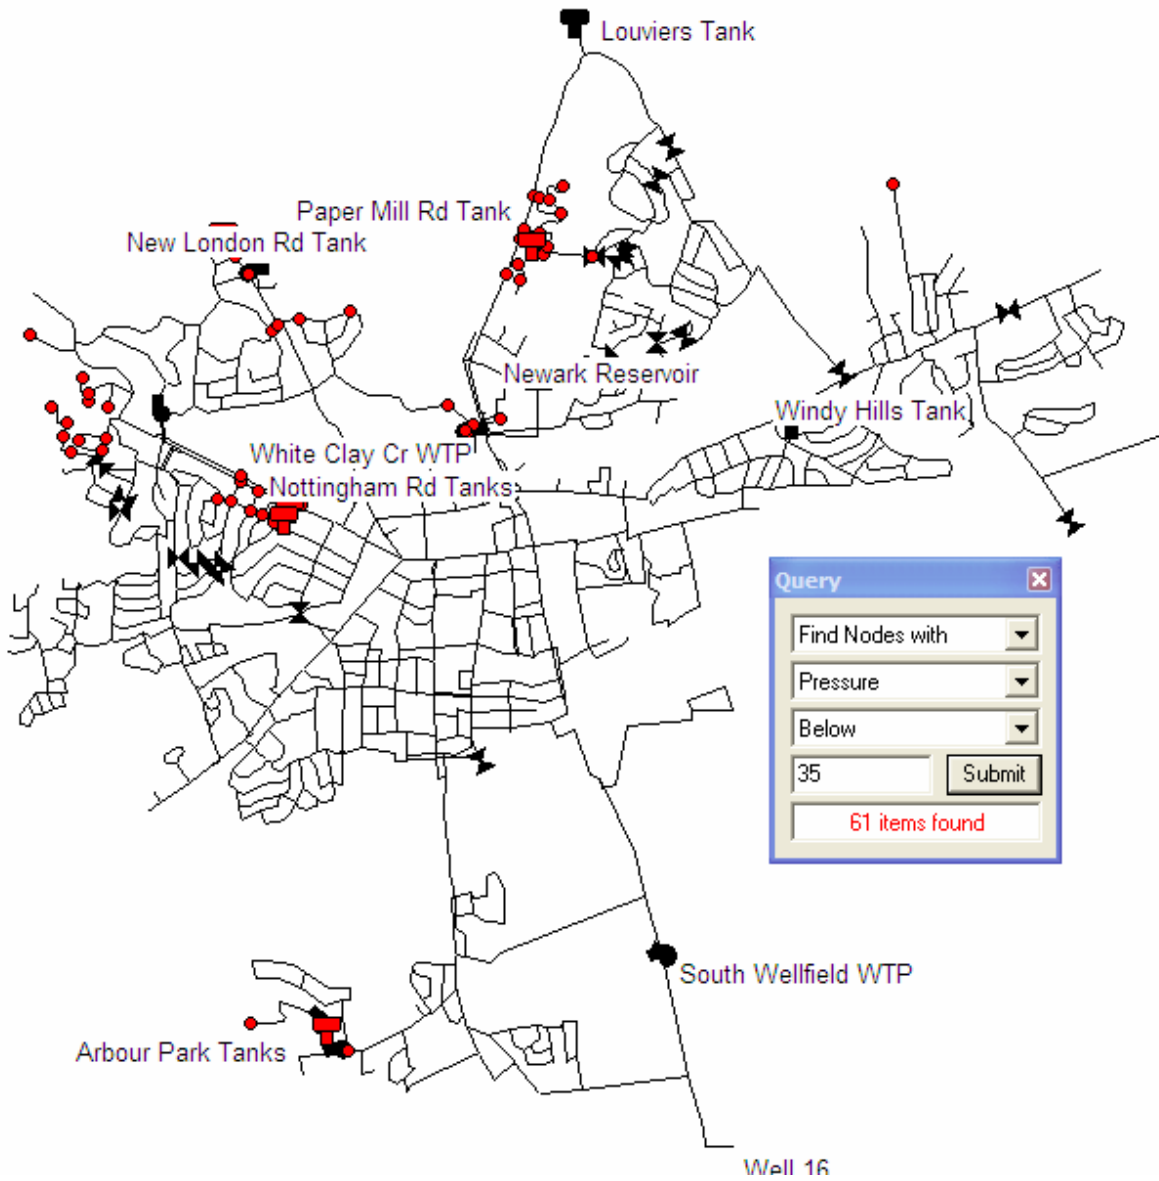 Louviers Tank
Paper Mill Rd Tank
New London Rd Tank
Newark Reservoir
Windy Hills Tank
White Clay Cr WTP
Nottingham Rd Tanks
Query
Find Nodes with
Pressure
Below
35 Submit
61 items found
South Wellfield WTP
Arbour Park Tanks
Well 16